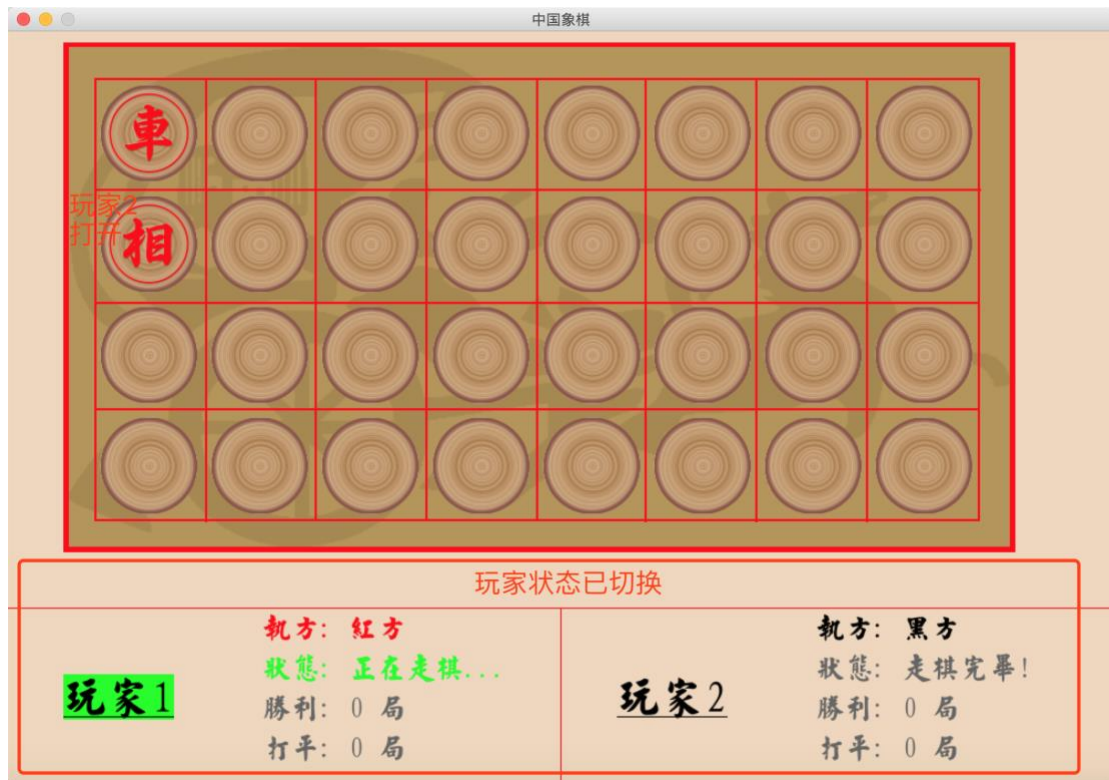 中国象棋
車
玩家2
打开
相
玩家状态已切换
執方: 紅方
狀態: 正在走棋...
玩家1
勝利: 0 局
打平: 0 局
執方: 黑方
狀態: 走棋完畢!
玩家2
勝利: 0 局
打平: 0 局